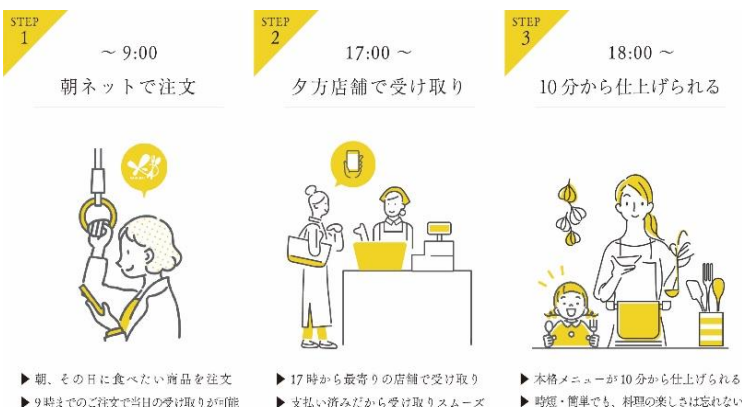 STEP
1
～ 9:00
朝ネットで注文
▶ 朝、その日に食べたい商品を注文
▶ 9時までのご注文で当日の受け取りが可能
STEP
2
17:00 ～
夕方店舗で受け取り
▶ 17時から最寄りの店舗で受け取り
▶ 支払い済みだから受け取りスムーズ
STEP
3
18:00 ～
10分から仕上げられる
▶ 本格メニューが10分から仕上げられる
▶ 時短・簡単でも、料理の楽しさは忘れない